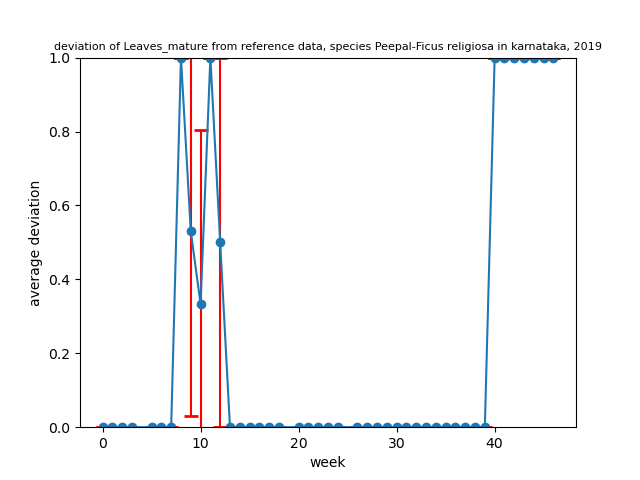 deviation of Leaves_mature from reference data, species Peepal-Ficus religiosa in karnataka, 2019
1.0
0.8
0.6
0.4
0.2
0.0
average deviation
0 10 20 30 40
week